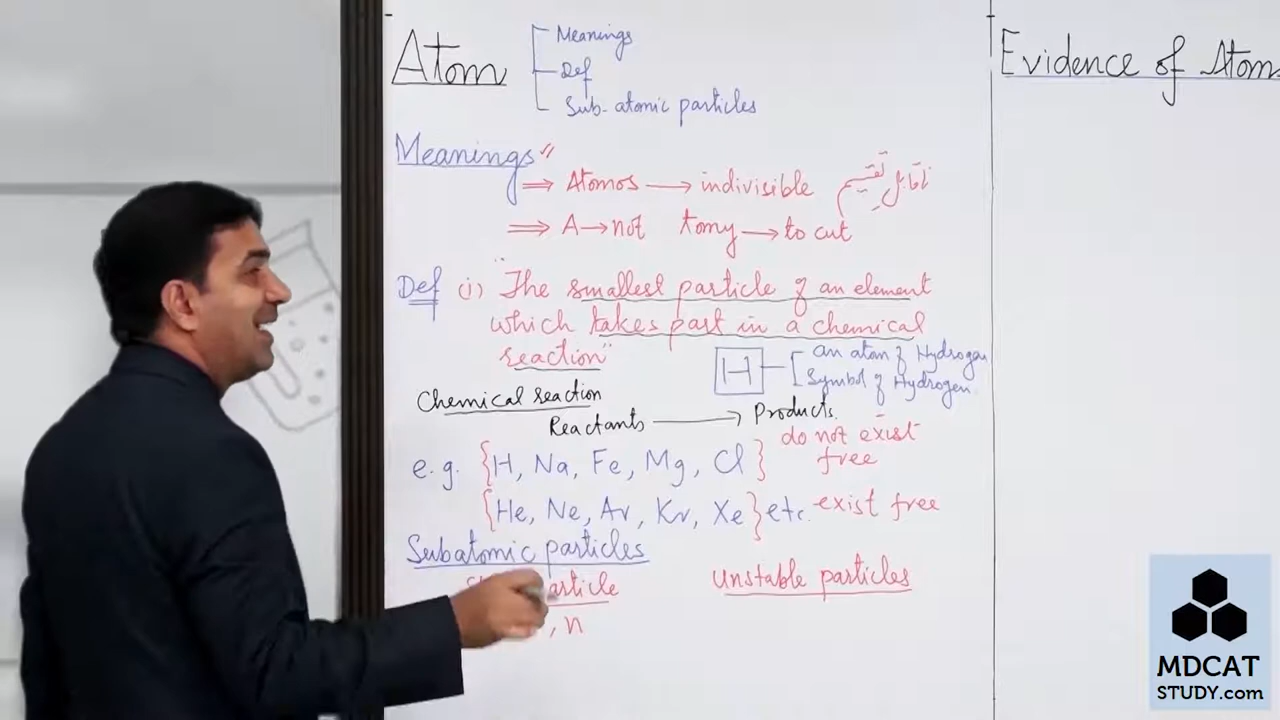 Atom
Meanings
Def
Sub-atomic particles
Meanings
⇒ Atomos → indivisible ناقابل تقسیم
⇒ A → not tomy → to cut
Def (i) "The smallest particle of an element
which takes part in a chemical
reaction"
H
an atom of Hydrogen
Symbol of Hydrogen
Chemical reaction
Reactants → Products.
e.g. {H, Na, Fe, Mg, Cl} do not exist
free
{He, Ne, Ar, Kr, Xe} etc. exist free
Subatomic particles
particle
Unstable particles
, n
Evidence of Atom
MDCAT
STUDY.com